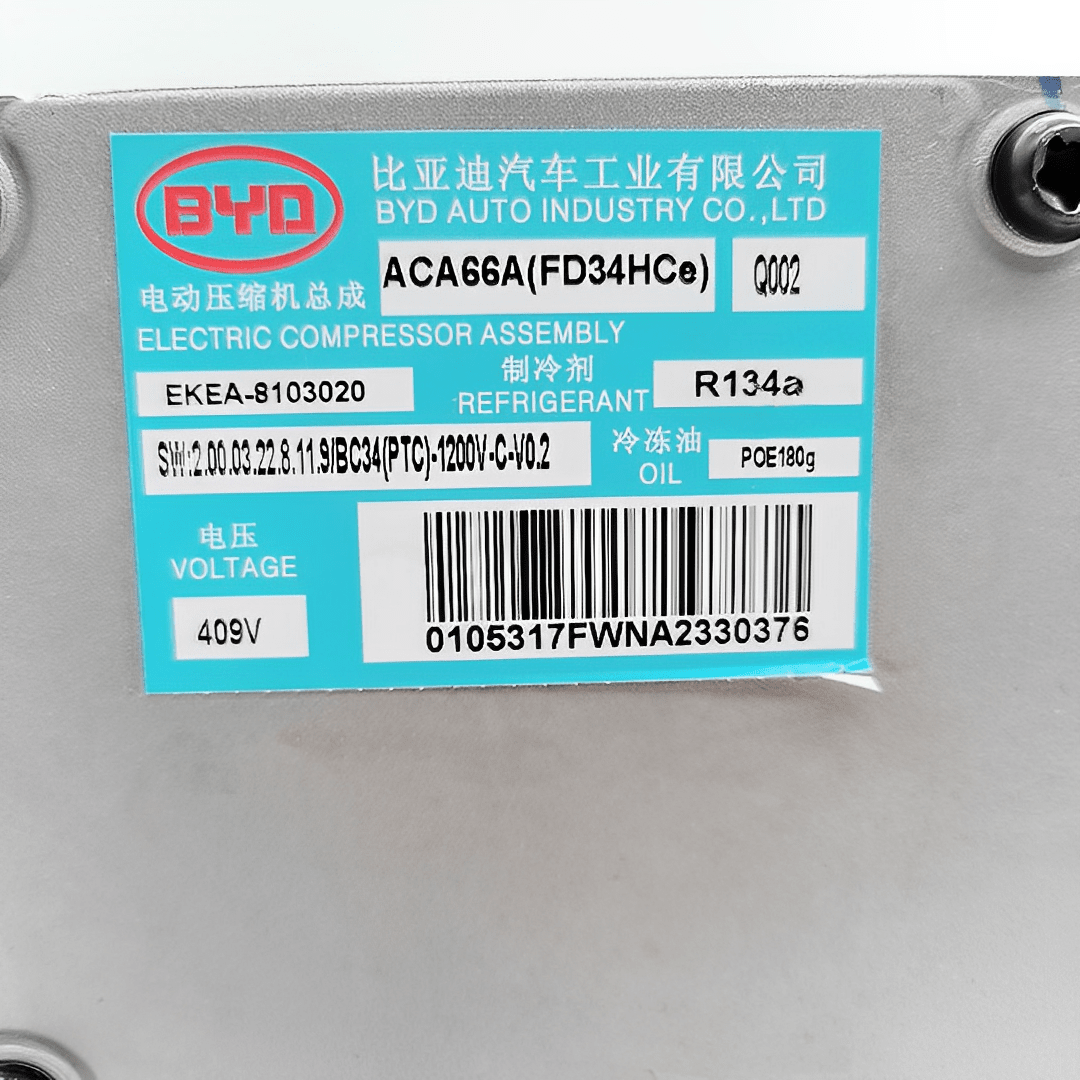 BYD
比亚迪汽车工业有限公司
BYD AUTO INDUSTRY CO.,LTD
电动压缩机总成
ACA66A(FD34HCe)
Q002
ELECTRIC COMPRESSOR ASSEMBLY
EKEA-8103020
制冷剂
REFRIGERANT
R134a
SW:2.00.03.22.8.11.9/BC34(PTC)-1200V-C-V0.2
冷冻油
OIL
POE180g
电压
VOLTAGE
409V
0105317FWNA2330376